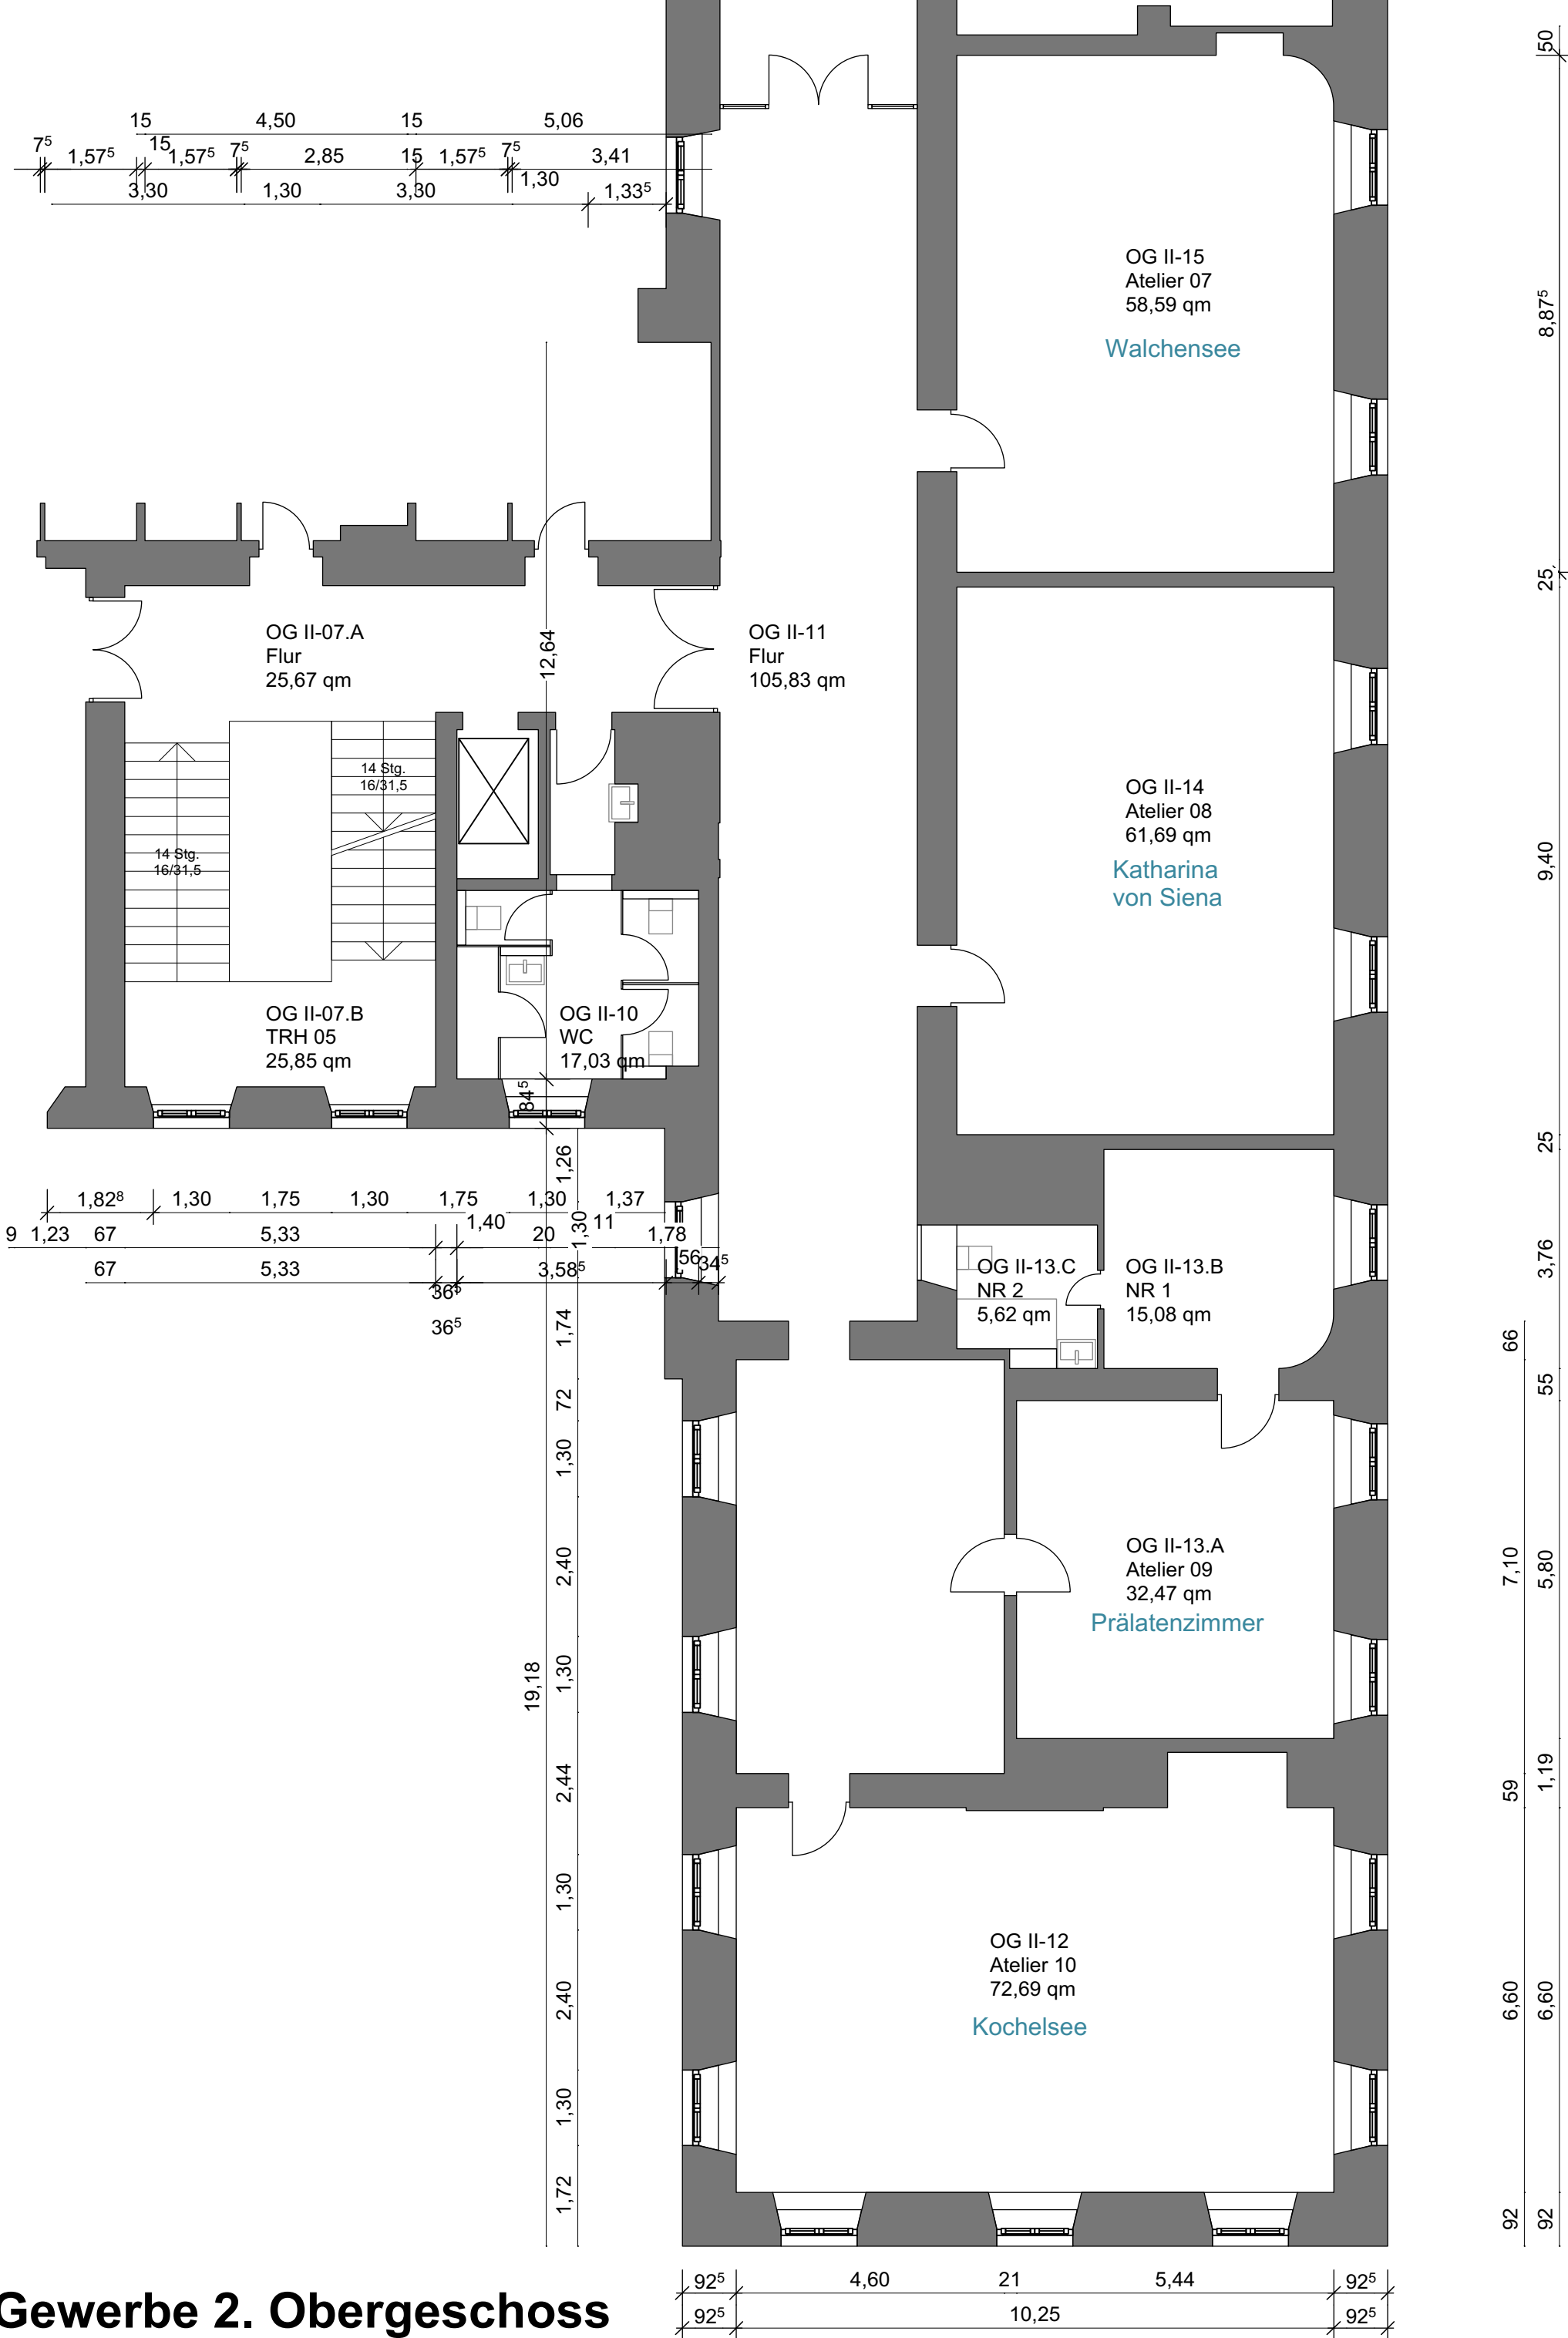 50
15 4,50 15 5,06
7⁵ 1,57⁵ 15 1,57⁵ 7⁵ 2,85 15 1,57⁵ 7⁵ 3,41
3,30 1,30 3,30 1,30 1,33⁵
OG II-15
Atelier 07
58,59 qm
Walchensee
8,87⁵
25,
OG II-07.A
Flur
25,67 qm
12,64
OG II-11
Flur
105,83 qm
14 Stg.
16/31,5
14 Stg.
16/31,5
OG II-14
Atelier 08
61,69 qm
Katharina
von Siena
9,40
OG II-07.B
TRH 05
25,85 qm
OG II-10
WC
17,03 qm
84⁵
1,26
25
1,82⁸ 1,30 1,75 1,30 1,75 1,30 1,37
9 1,23 67 5,33 1,40 20 11 1,78
1,30
67 5,33 3,58⁵ 56 34⁵
36⁵
36⁵
OG II-13.C
NR 2
5,62 qm
OG II-13.B
NR 1
15,08 qm
3,76
1,74
66
72
55
1,30
2,40
OG II-13.A
Atelier 09
32,47 qm
Prälatenzimmer
7,10
5,80
19,18
1,30
2,44
59
1,19
1,30
OG II-12
Atelier 10
72,69 qm
Kochelsee
2,40
6,60
6,60
1,30
1,72
92
92
92⁵ 4,60 21 5,44 92⁵
92⁵ 10,25 92⁵
Gewerbe 2. Obergeschoss